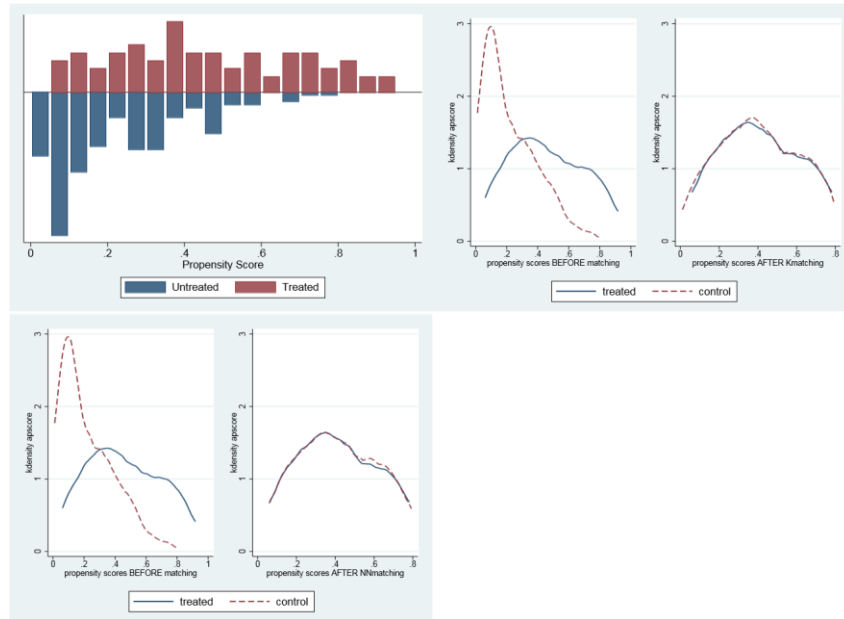 0 .2 .4 .6 .8 1
Propensity Score
Untreated Treated
kdensity apscore
0 1 2 3
0 .2 .4 .6 .8 1
propensity scores BEFORE matching
kdensity apscore
0 1 2 3
0 .2 .4 .6 .8
propensity scores AFTER Kmatching
treated control
kdensity apscore
0 1 2 3
0 .2 .4 .6 .8 1
propensity scores BEFORE matching
kdensity apscore
0 1 2 3
0 .2 .4 .6 .8
propensity scores AFTER NNmatching
treated control